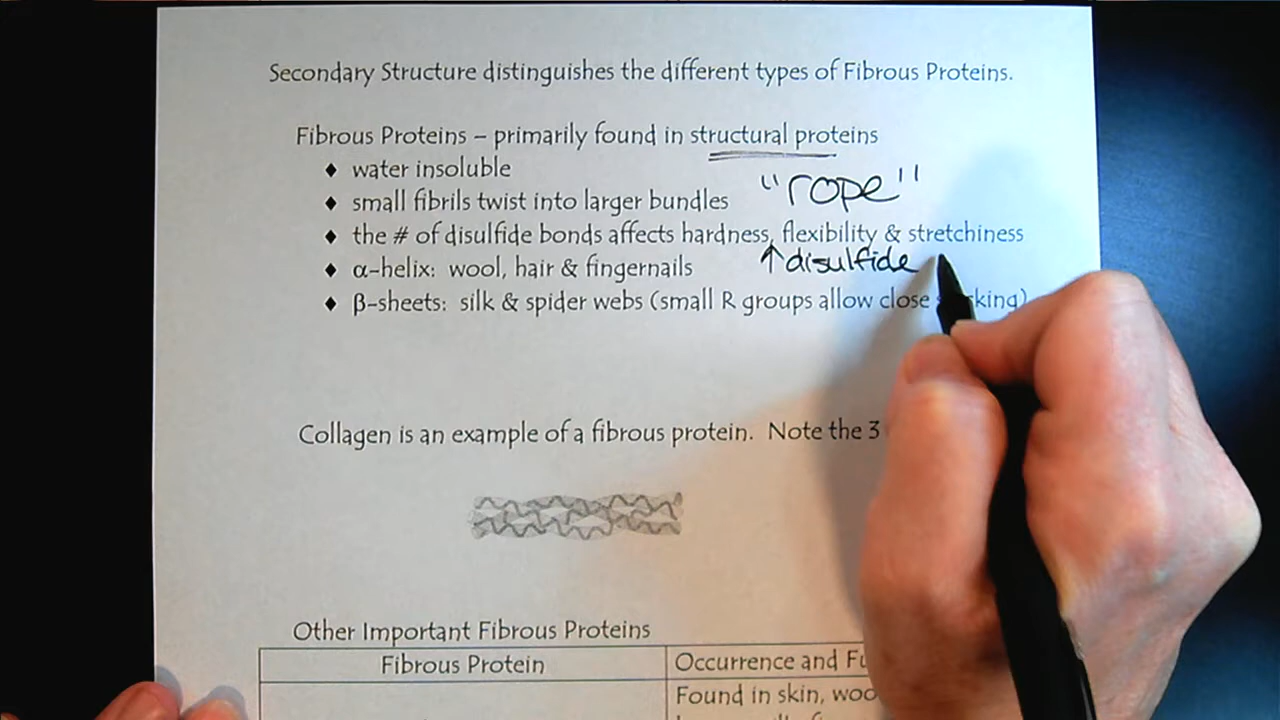 Secondary Structure distinguishes the different types of Fibrous Proteins.
Fibrous Proteins – primarily found in structural proteins
♦ water insoluble
♦ small fibrils twist into larger bundles "rope"
♦ the # of disulfide bonds affects hardness, flexibility & stretchiness
♦ α-helix: wool, hair & fingernails ↑disulfide
♦ β-sheets: silk & spider webs (small R groups allow close
Collagen is an example of a fibrous protein. Note the 3
Other Important Fibrous Proteins
Fibrous Protein Occurrence and
Found in skin,